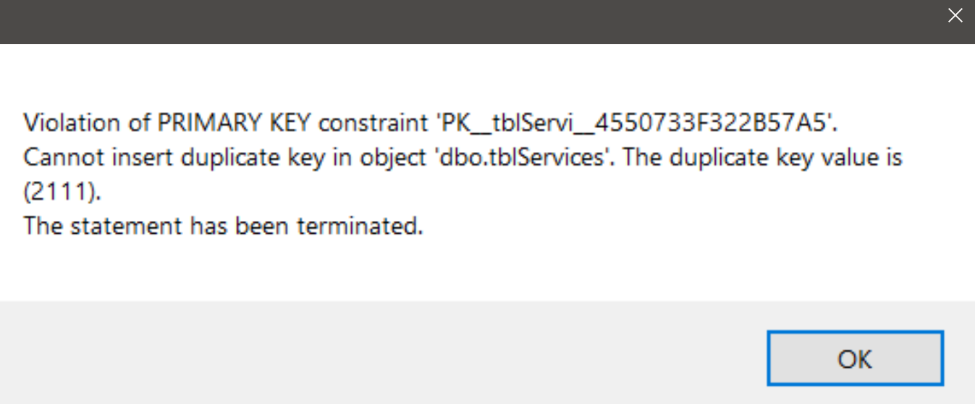 Violation of PRIMARY KEY constraint 'PK__tblServi__4550733F322B57A5'.
Cannot insert duplicate key in object 'dbo.tblServices'. The duplicate key value is
(2111).
The statement has been terminated.
OK